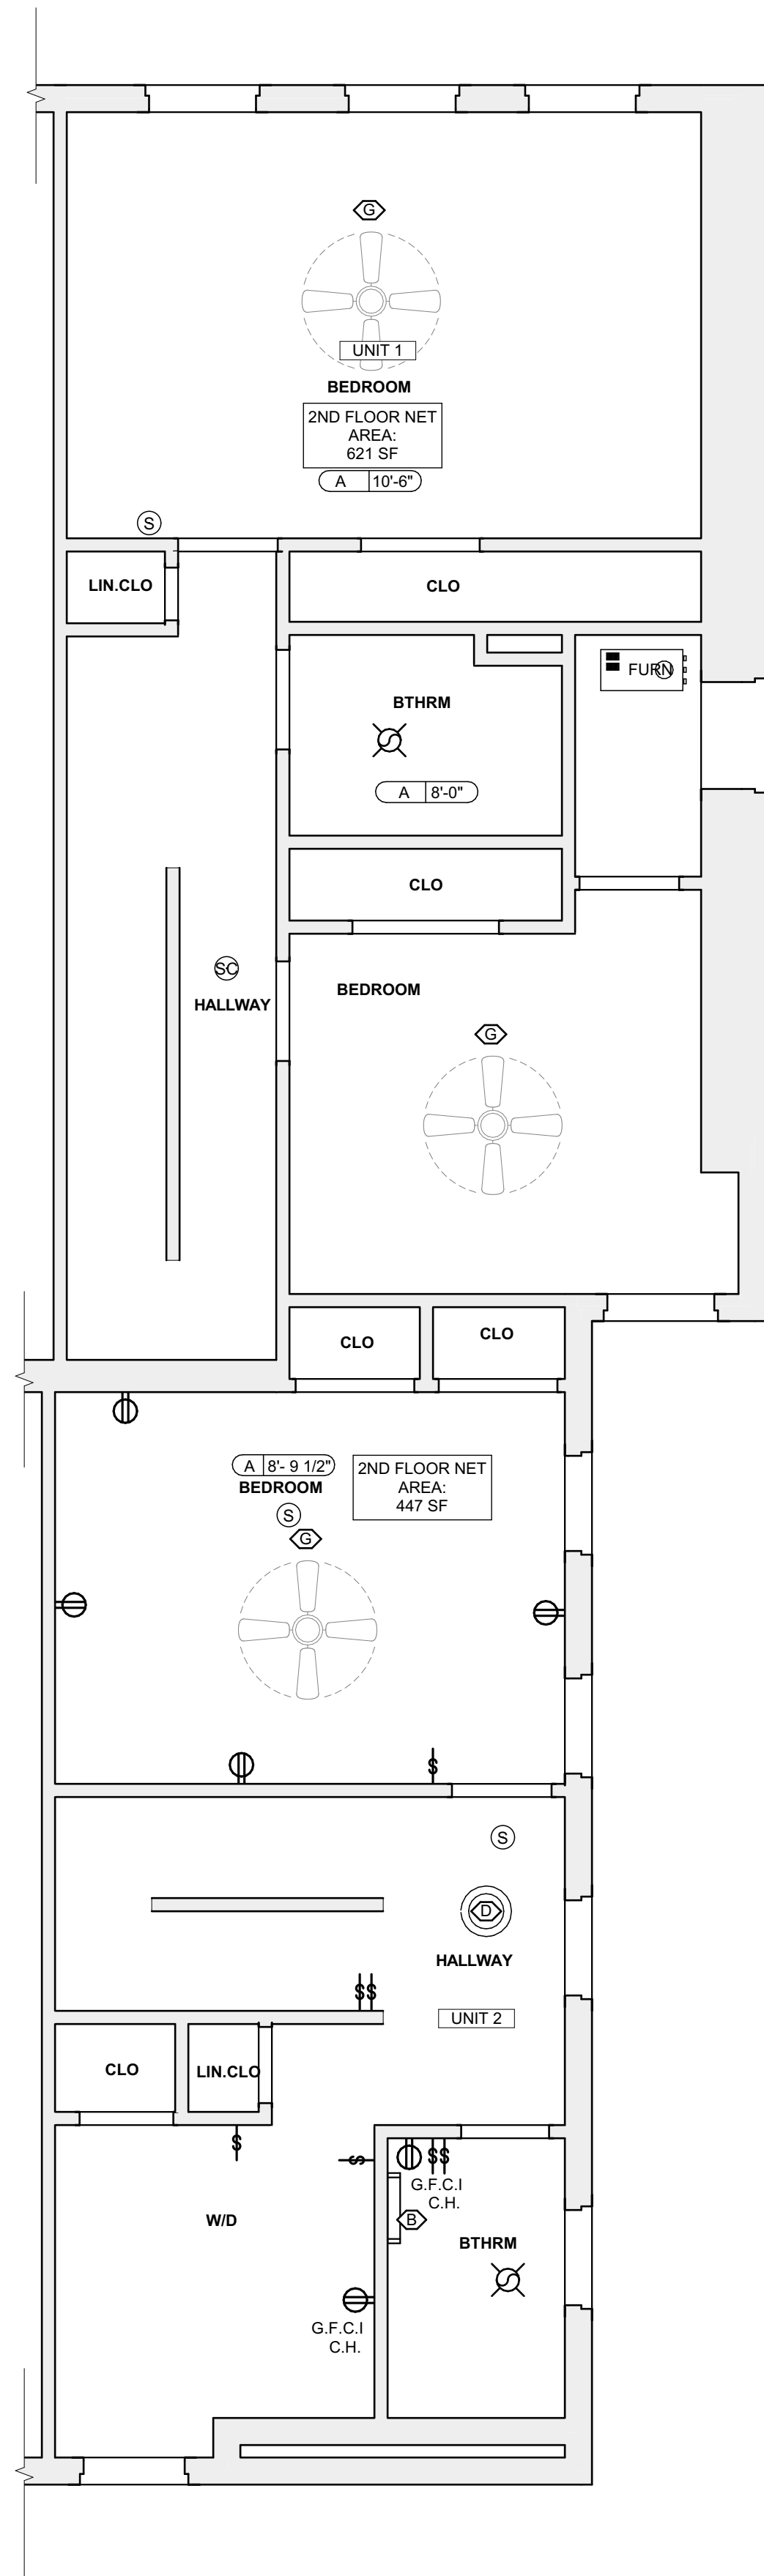 G
UNIT 1
BEDROOM
2ND FLOOR NET
AREA:
621 SF
A 10'-6"
S
LIN.CLO
CLO
FURN
BTHRM
A 8'-0"
CLO
SC
HALLWAY
BEDROOM
G
CLO
CLO
A 8'- 9 1/2"
BEDROOM
2ND FLOOR NET
AREA:
447 SF
S
G
$
S
D
HALLWAY
$$
UNIT 2
CLO
LIN.CLO
$
$
$$
G.F.C.I
C.H.
B
W/D
BTHRM
G.F.C.I
C.H.